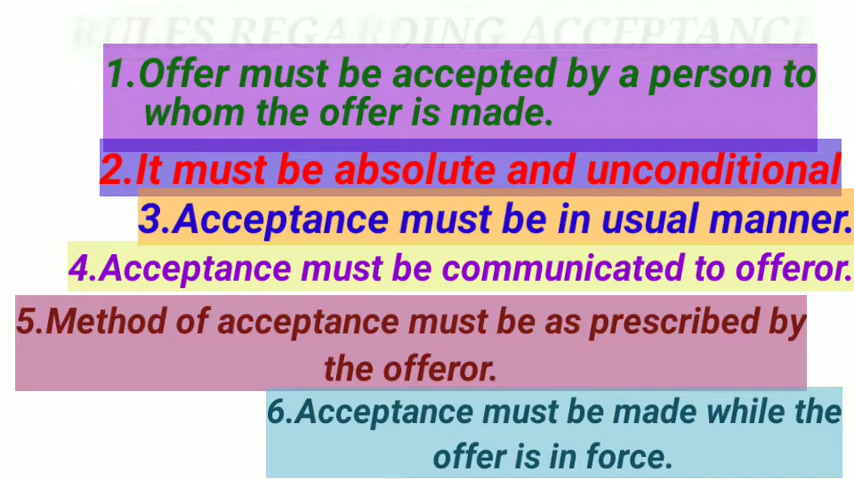 RULES REGARDING ACCEPTANCE
1.Offer must be accepted by a person to
whom the offer is made.
2.It must be absolute and unconditional
3.Acceptance must be in usual manner.
4.Acceptance must be communicated to offeror.
5.Method of acceptance must be as prescribed by
the offeror.
6.Acceptance must be made while the
offer is in force.